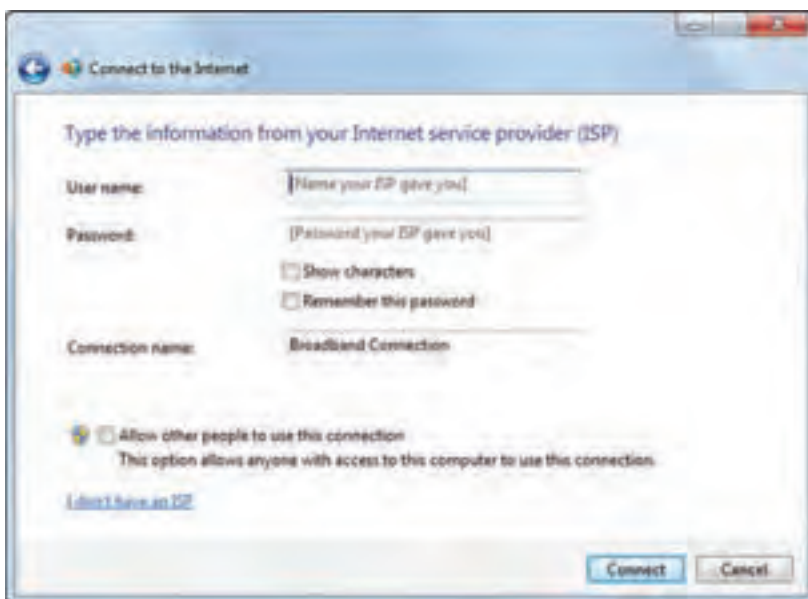 Connect to the Internet
Type the information from your Internet service provider (ISP)
User name: [Name your ISP gave you]
Password: [Password your ISP gave you]
Show characters
Remember this password
Connection name: Broadband Connection
Allow other people to use this connection
This option allows anyone with access to this computer to use this connection.
I don't have an ISP
Connect Cancel